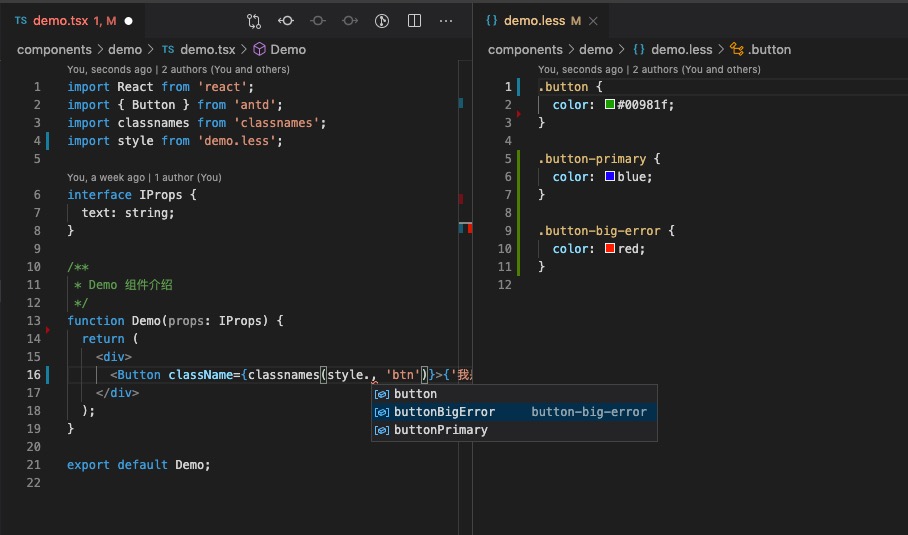 TS demo.tsx 1, M
components > demo > TS demo.tsx > Demo
You, seconds ago | 2 authors (You and others)
1 import React from 'react';
2 import { Button } from 'antd';
3 import classnames from 'classnames';
4 import style from 'demo.less';
5
You, a week ago | 1 author (You)
6 interface IProps {
7 text: string;
8 }
9
10 /**
11 * Demo 组件介绍
12 */
13 function Demo(props: IProps) {
14 return (
15 <div>
16 <Button className={classnames(style., 'btn')}>{'我
17 </div>
18 );
19 }
20
21 export default Demo;
22
button
buttonBigError button-big-error
buttonPrimary
{} demo.less M
components > demo > {} demo.less > .button
You, seconds ago | 2 authors (You and others)
1 .button {
2 color: #00981f;
3 }
4
5 .button-primary {
6 color: blue;
7 }
8
9 .button-big-error {
10 color: red;
11 }
12